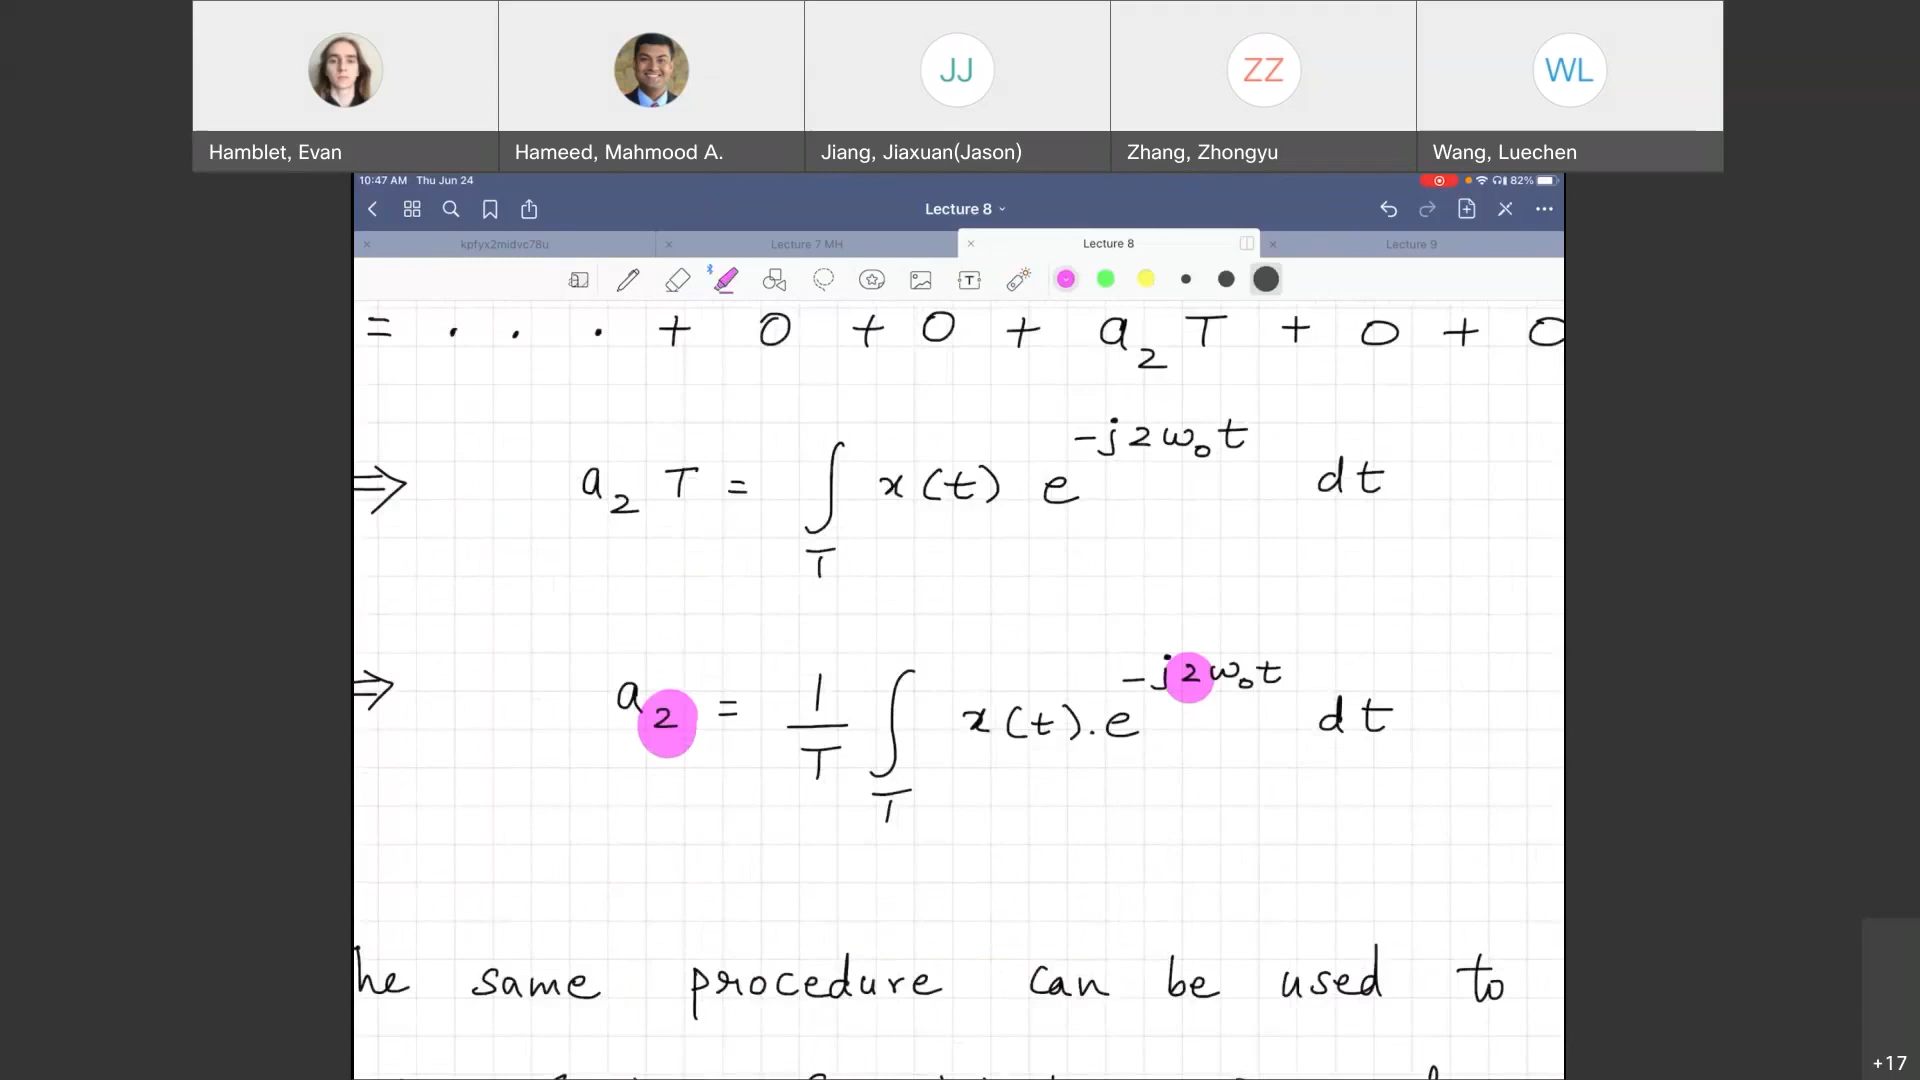 JJ ZZ WL
Hamblet, Evan Hameed, Mahmood A. Jiang, Jiaxuan(Jason) Zhang, Zhongyu Wang, Luechen
10:47 AM Thu Jun 24 82%
Lecture 8
kpfyx2midvc78u Lecture 7 MH Lecture 8 Lecture 9
= . . . + 0 + 0 + a₂ T + 0 + 0
⇒ a₂ T = ∫_T x(t) e^{-j2ω₀t} dt
⇒ a₂ = 1/T ∫_T x(t). e^{-j2ω₀t} dt
he same procedure can be used to
+17